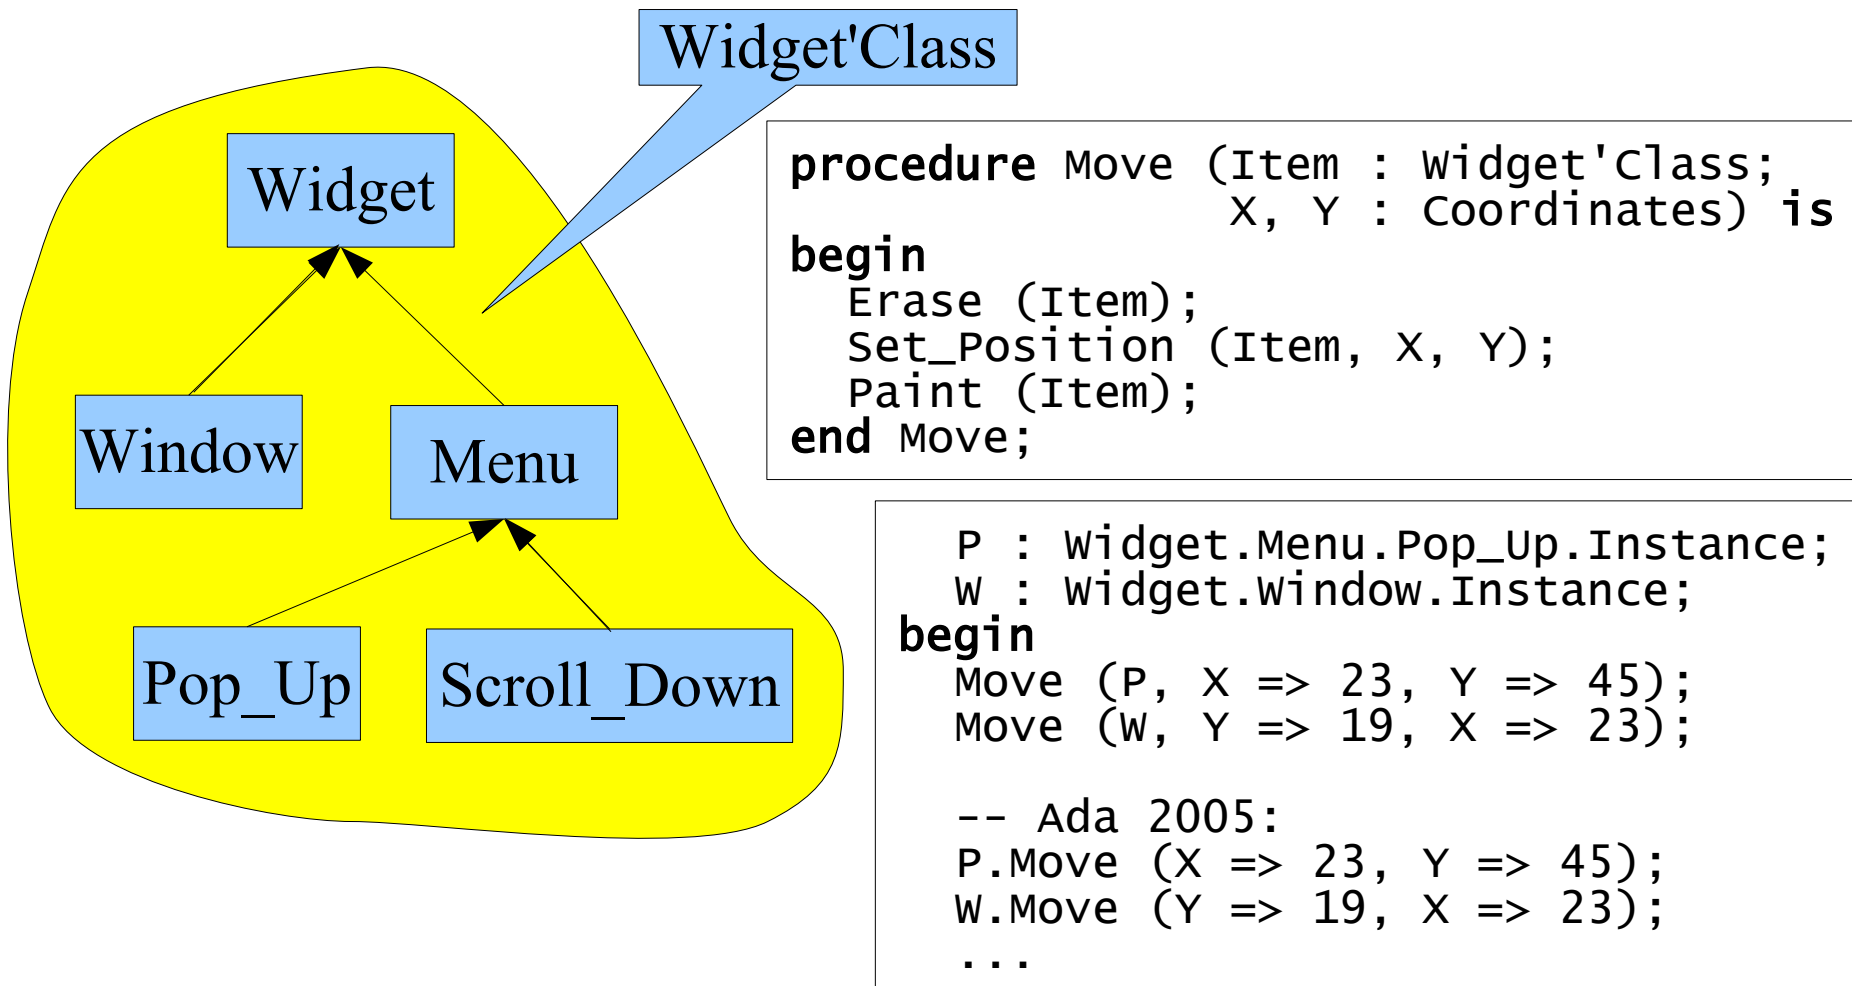 Widget'Class
Widget
Window
Menu
Pop_Up
Scroll_Down
procedure Move (Item : Widget'Class;
X, Y : Coordinates) is
begin
Erase (Item);
Set_Position (Item, X, Y);
Paint (Item);
end Move;
P : Widget.Menu.Pop_Up.Instance;
W : Widget.Window.Instance;
begin
Move (P, X => 23, Y => 45);
Move (W, Y => 19, X => 23);
-- Ada 2005:
P.Move (X => 23, Y => 45);
W.Move (Y => 19, X => 23);
...